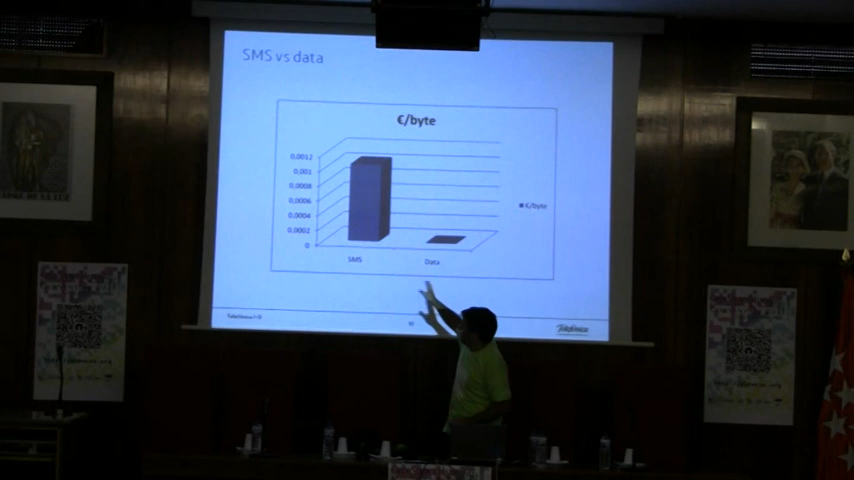 SMS vs data
€/byte
0,0012
0,001
0,0008
0,0006
0,0004
0,0002
0
€/byte
SMS
Data
Telefónica I+D
Telefónica